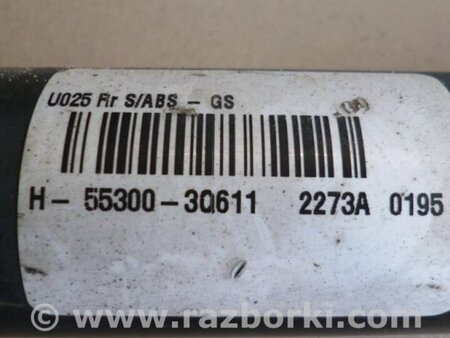 U025 Rr S/ABS - GS
H- 55300-3Q611 2273A 0195
© www.razborki.com